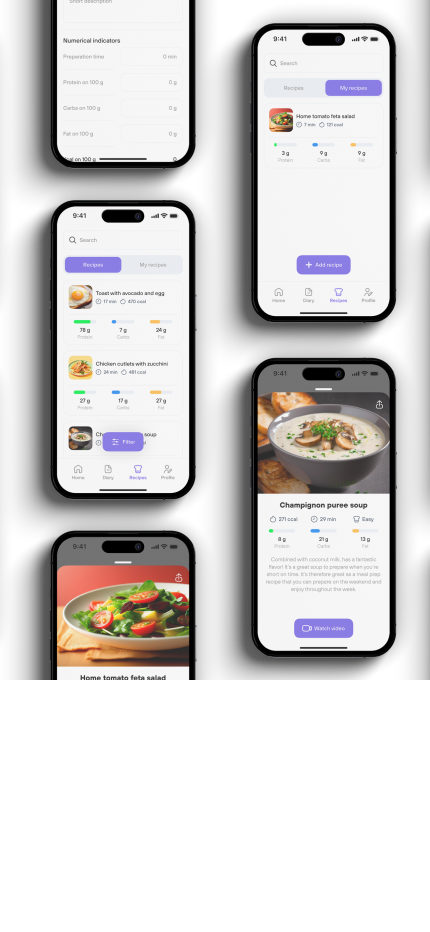 Short description
Numerical indicators
Preparation time 0 min
Protein on 100 g 0 g
Carbs on 100 g 0 g
Fat on 100 g 0 g
cal on 100 g 0
9:41
Search
Recipes My recipes
Home tomato feta salad
7 min 121 ccal
3 g 9 g 9 g
Protein Carbs Fat
+ Add recipe
Home Diary Recipes Profile
9:41
Search
Recipes My recipes
Toast with avocado and egg
17 min 470 ccal
78 g 7 g 24 g
Protein Carbs Fat
Chicken cutlets with zucchini
24 min 481 ccal
27 g 17 g 27 g
Protein Carbs Fat
Ch soup
Filter
Home Diary Recipes Profile
9:41
Champignon puree soup
271 ccal 29 min Easy
8 g 21 g 13 g
Protein Carbs Fat
Combined with coconut milk, has a fantastic
flavor! It's a great soup to prepare when you're
short on time. It's therefore great as a meal prep
recipe that you can prepare on the weekend and
enjoy throughout the week.
Watch video
9:41
Home tomato feta salad